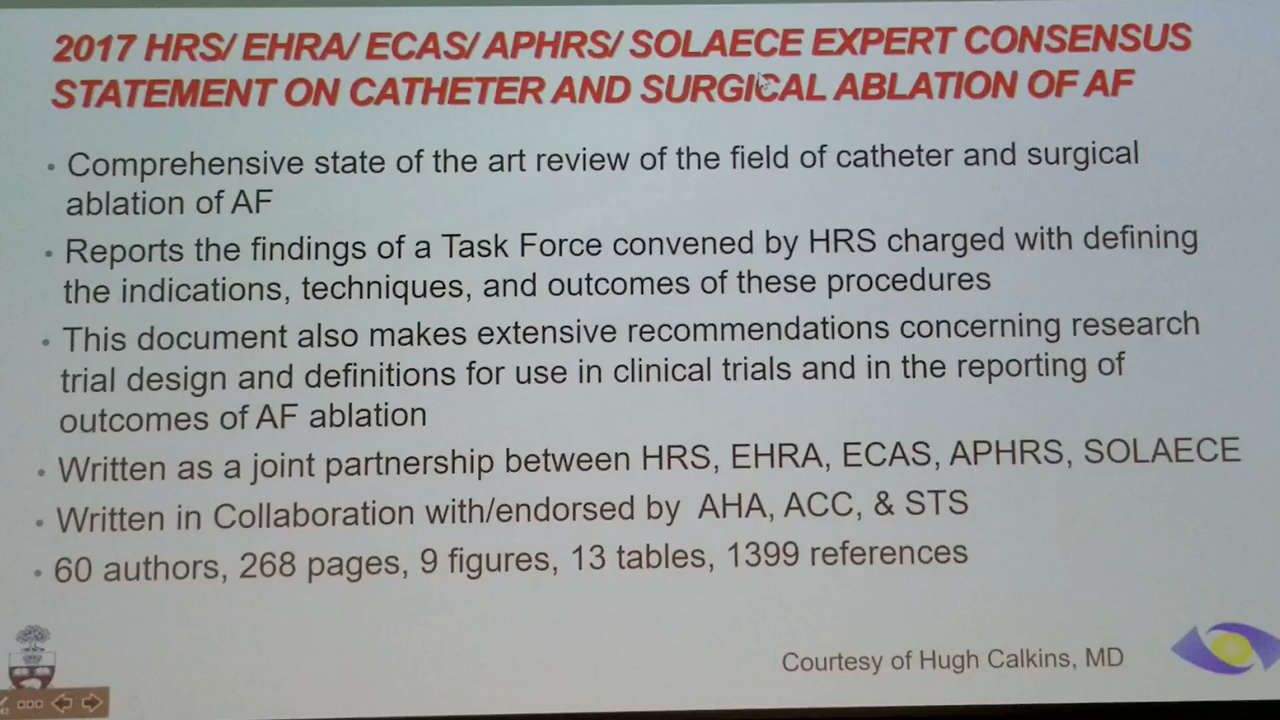 2017 HRS/ EHRA/ ECAS/ APHRS/ SOLAECE EXPERT CONSENSUS
STATEMENT ON CATHETER AND SURGICAL ABLATION OF AF
• Comprehensive state of the art review of the field of catheter and surgical
ablation of AF
• Reports the findings of a Task Force convened by HRS charged with defining
the indications, techniques, and outcomes of these procedures
• This document also makes extensive recommendations concerning research
trial design and definitions for use in clinical trials and in the reporting of
outcomes of AF ablation
• Written as a joint partnership between HRS, EHRA, ECAS, APHRS, SOLAECE
• Written in Collaboration with/endorsed by AHA, ACC, & STS
• 60 authors, 268 pages, 9 figures, 13 tables, 1399 references
Courtesy of Hugh Calkins, MD